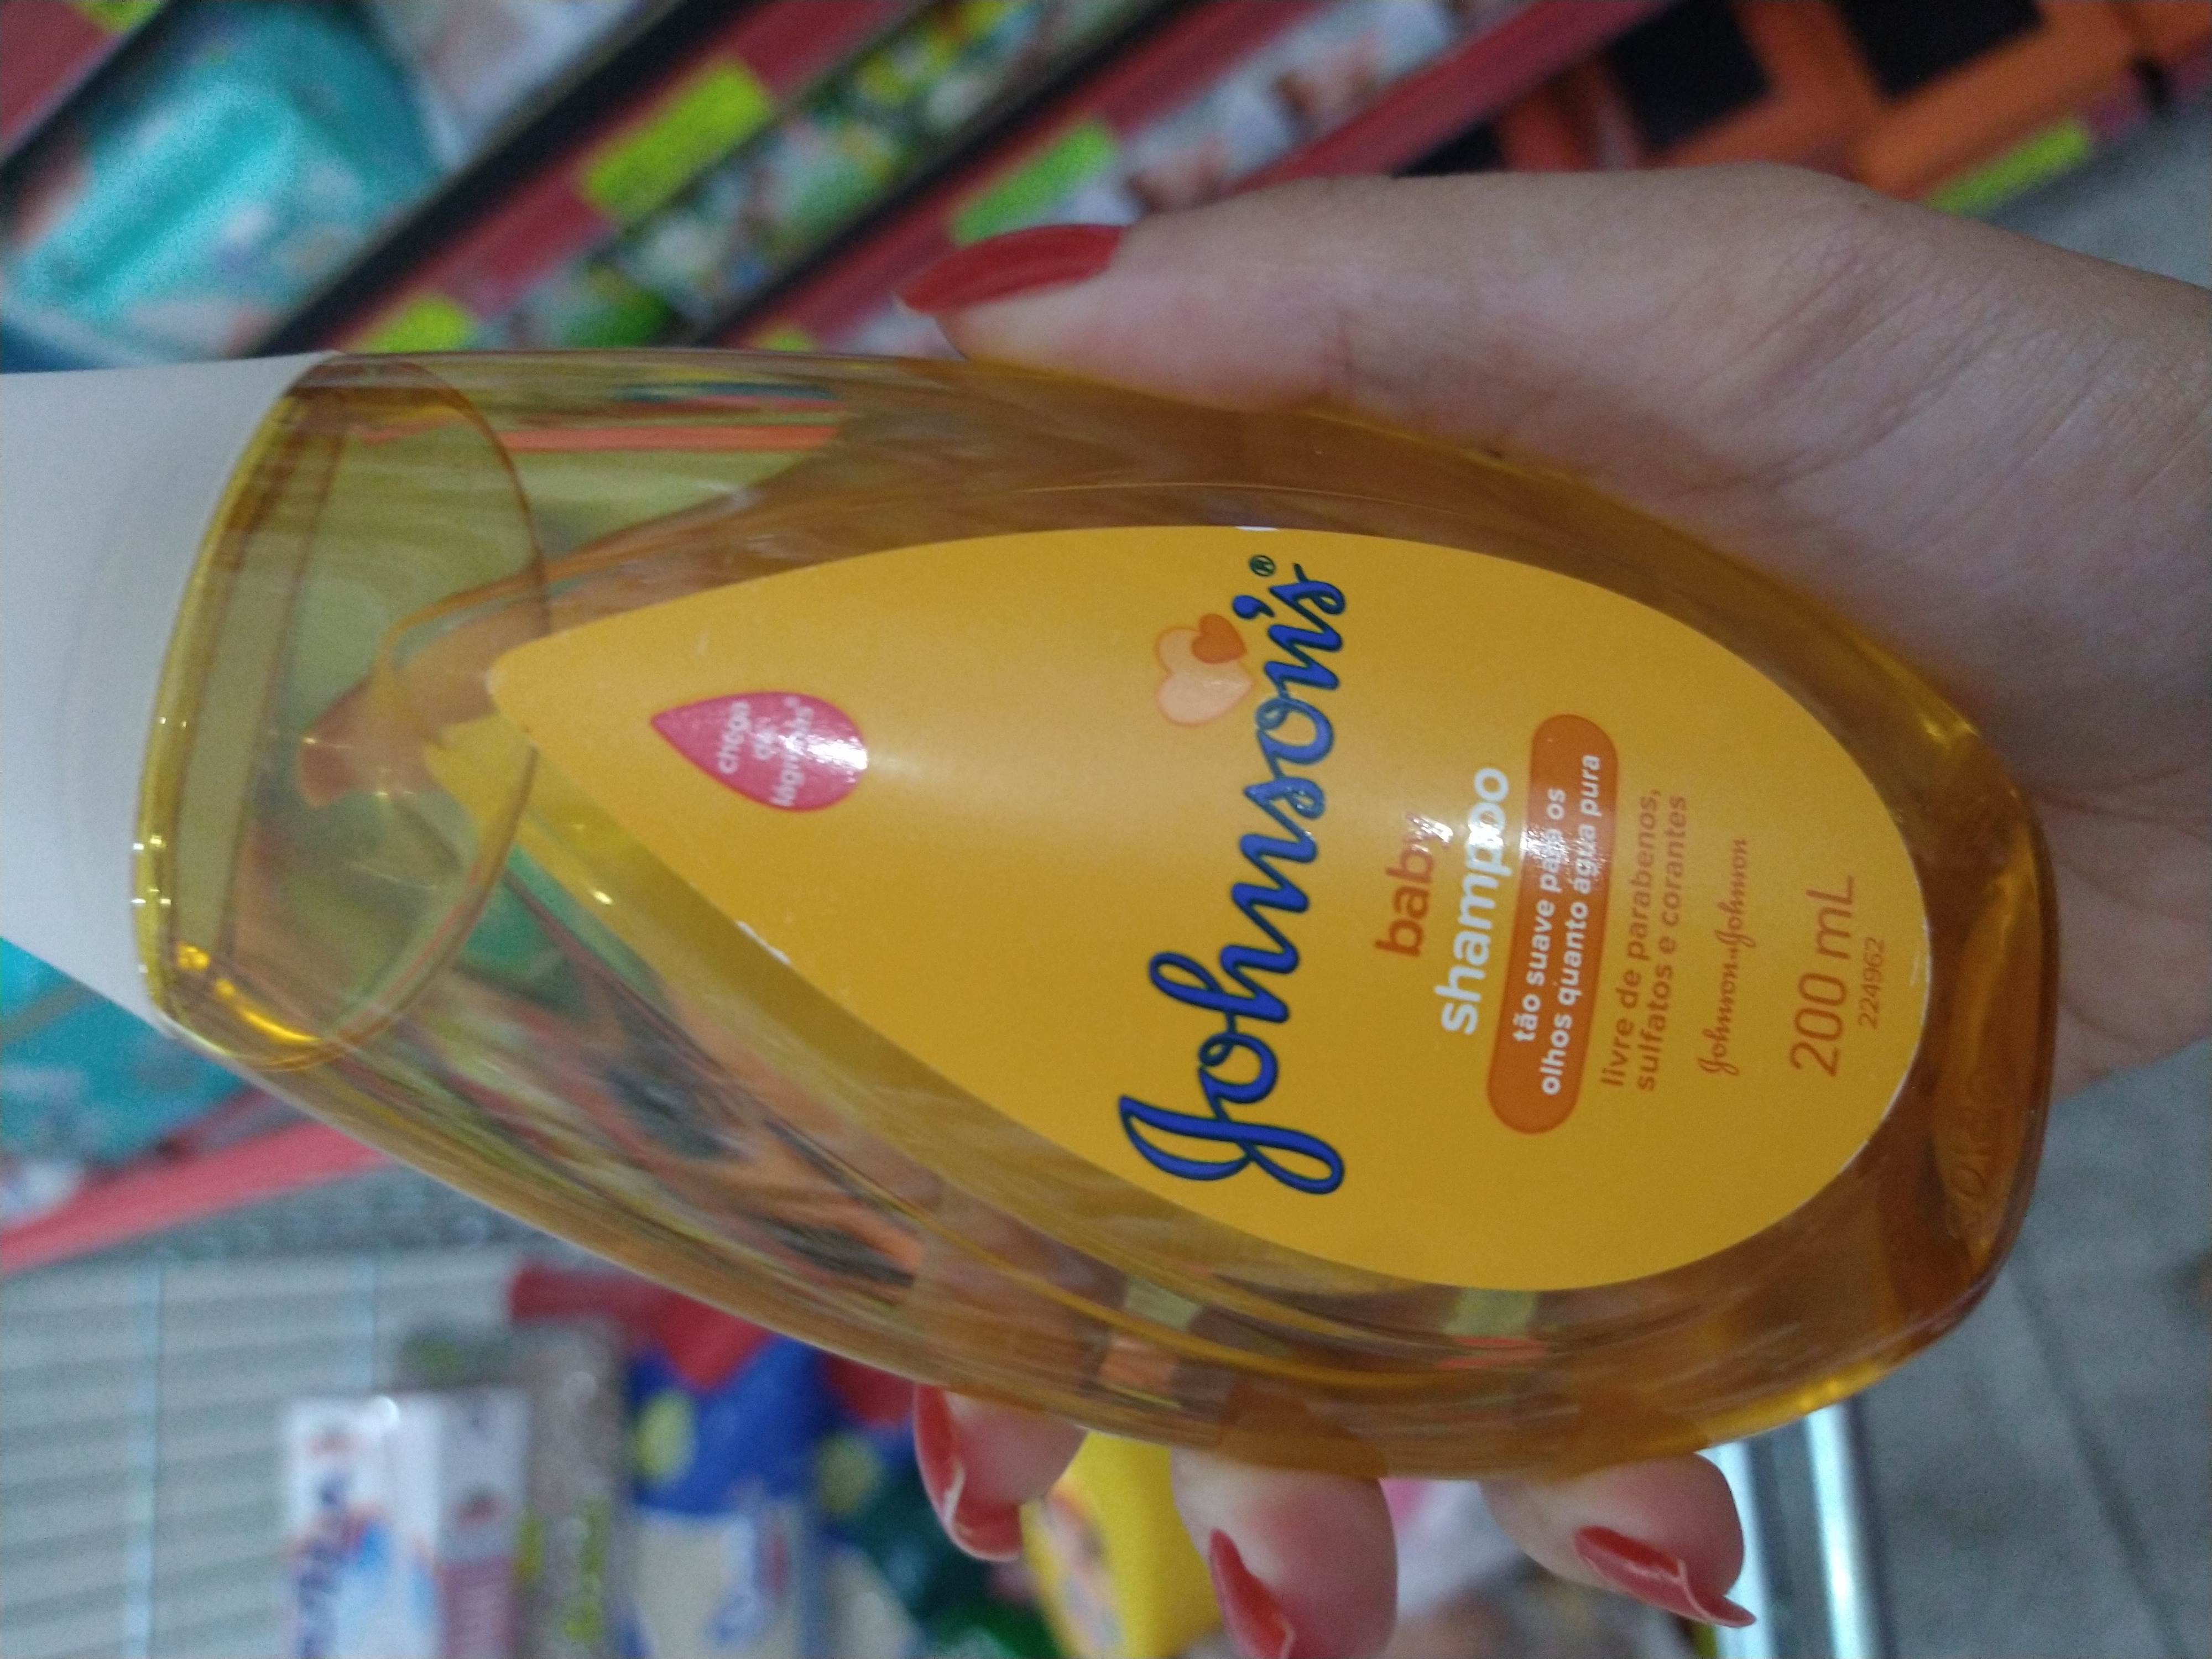 chega
de
lágrimas®
Johnson's®
baby
shampoo
tão suave para os
olhos quanto água pura
livre de parabenos,
sulfatos e corantes
Johnson+Johnson
200 mL
224962